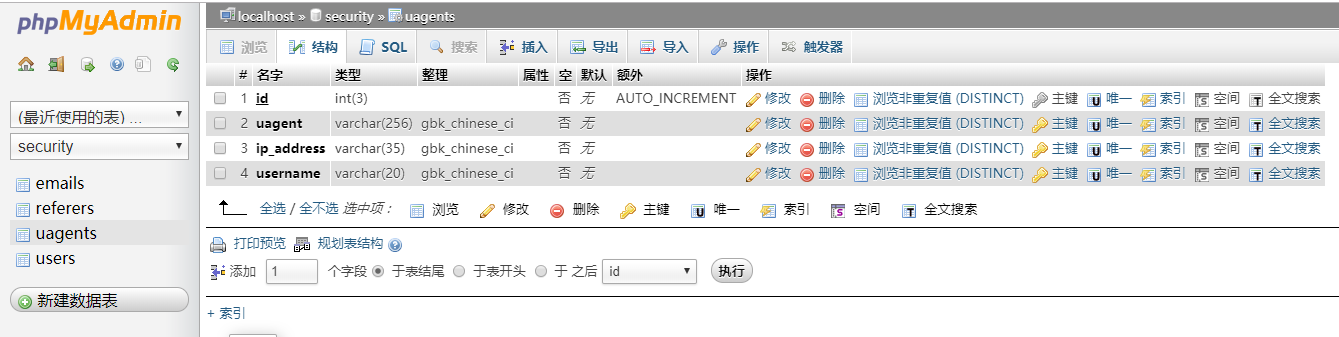 phpMyAdmin
(最近使用的表) ...
security
emails
referers
uagents
users
新建数据表
localhost » security » uagents
浏览 结构 SQL 搜索 插入 导出 导入 操作 触发器
# 名字 类型 整理 属性 空 默认 额外 操作
1 id int(3) 否 无 AUTO_INCREMENT 修改 删除 浏览非重复值 (DISTINCT) 主键 U 唯一 索引 S 空间 T 全文搜索
2 uagent varchar(256) gbk_chinese_ci 否 无 修改 删除 浏览非重复值 (DISTINCT) 主键 U 唯一 索引 S 空间 T 全文搜索
3 ip_address varchar(35) gbk_chinese_ci 否 无 修改 删除 浏览非重复值 (DISTINCT) 主键 U 唯一 索引 S 空间 T 全文搜索
4 username varchar(20) gbk_chinese_ci 否 无 修改 删除 浏览非重复值 (DISTINCT) 主键 U 唯一 索引 S 空间 T 全文搜索
全选 / 全不选 选中项： 浏览 修改 删除 主键 U 唯一 索引 S 空间 T 全文搜索
打印预览 规划表结构
添加 1 个字段 于表结尾 于表开头 于 之后 id 执行
+ 索引